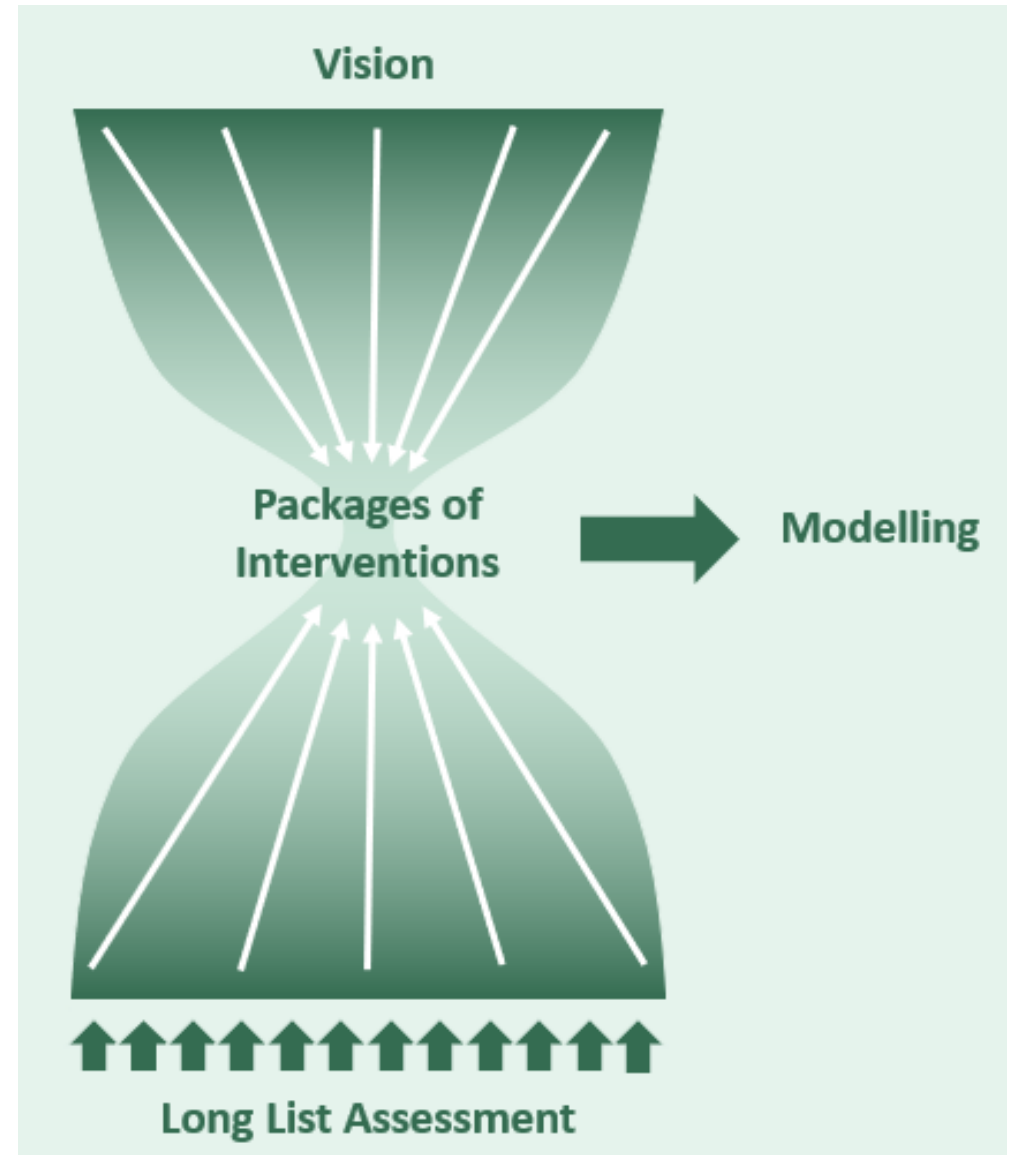 Vision
Packages of
Interventions
Modelling
Long List Assessment